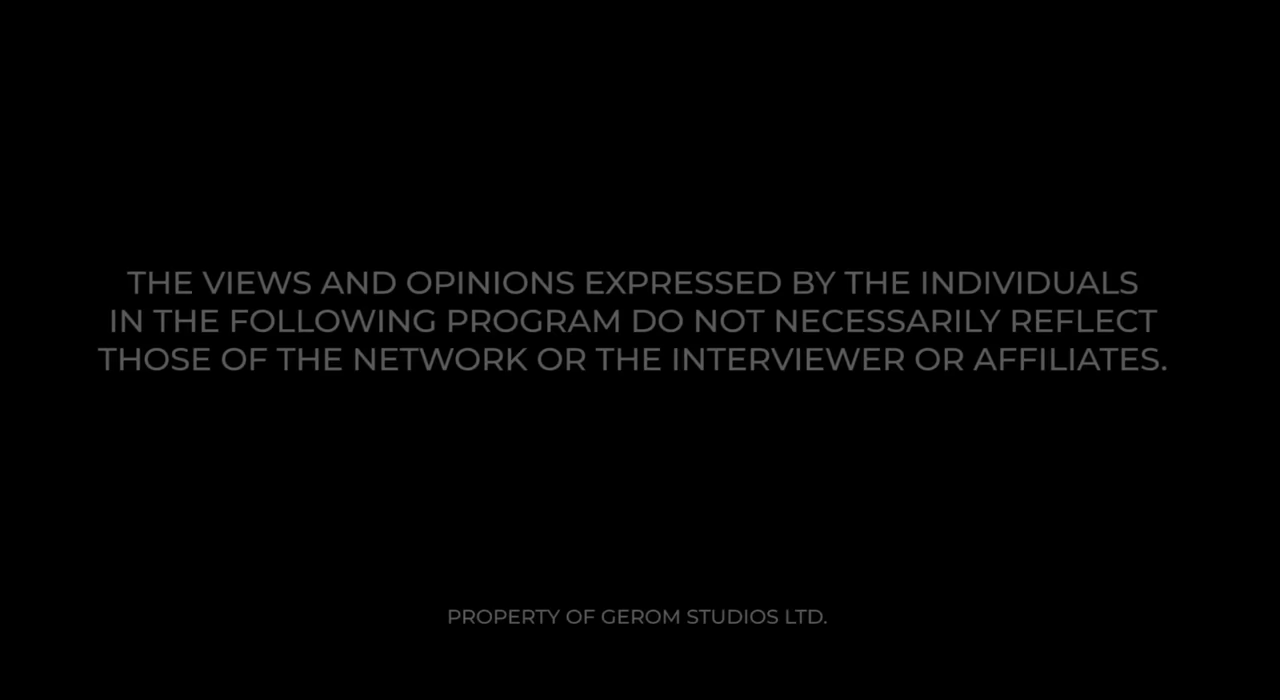 THE VIEWS AND OPINIONS EXPRESSED BY THE INDIVIDUALS
IN THE FOLLOWING PROGRAM DO NOT NECESSARILY REFLECT
THOSE OF THE NETWORK OR THE INTERVIEWER OR AFFILIATES.
PROPERTY OF GEROM STUDIOS LTD.